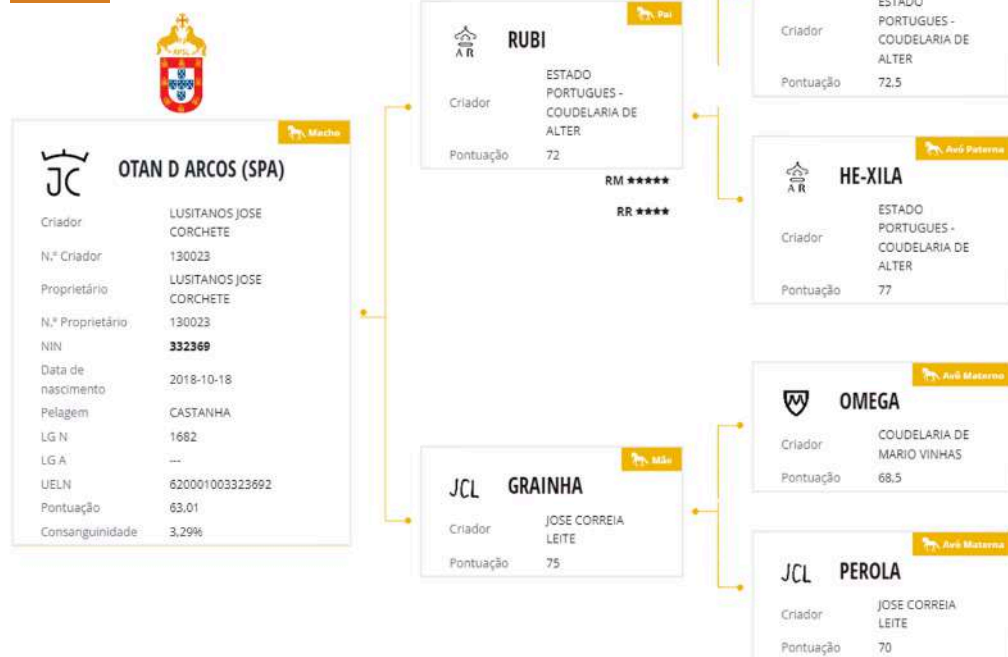 APSL
Macho
JC
OTAN D ARCOS (SPA)
Criador LUSITANOS JOSE
CORCHETE
N.º Criador 130023
Proprietário LUSITANOS JOSE
CORCHETE
N.º Proprietário 130023
NIN 332369
Data de
nascimento 2018-10-18
Pelagem CASTANHA
LG N 1682
LG A ---
UELN 620001003323692
Pontuação 63,01
Consanguinidade 3,29%
Pai
AR
RUBI
Criador ESTADO
PORTUGUES -
COUDELARIA DE
ALTER
Pontuação 72
RM ★★★★★
RR ★★★★
Mãe
JCL GRAINHA
Criador JOSE CORREIA
LEITE
Pontuação 75
Criador ESTADO
PORTUGUES -
COUDELARIA DE
ALTER
Pontuação 72,5
Avó Paterna
AR
HE-XILA
Criador ESTADO
PORTUGUES -
COUDELARIA DE
ALTER
Pontuação 77
Avô Materno
M
OMEGA
Criador COUDELARIA DE
MARIO VINHAS
Pontuação 68,5
Avó Materna
JCL PEROLA
Criador JOSE CORREIA
LEITE
Pontuação 70